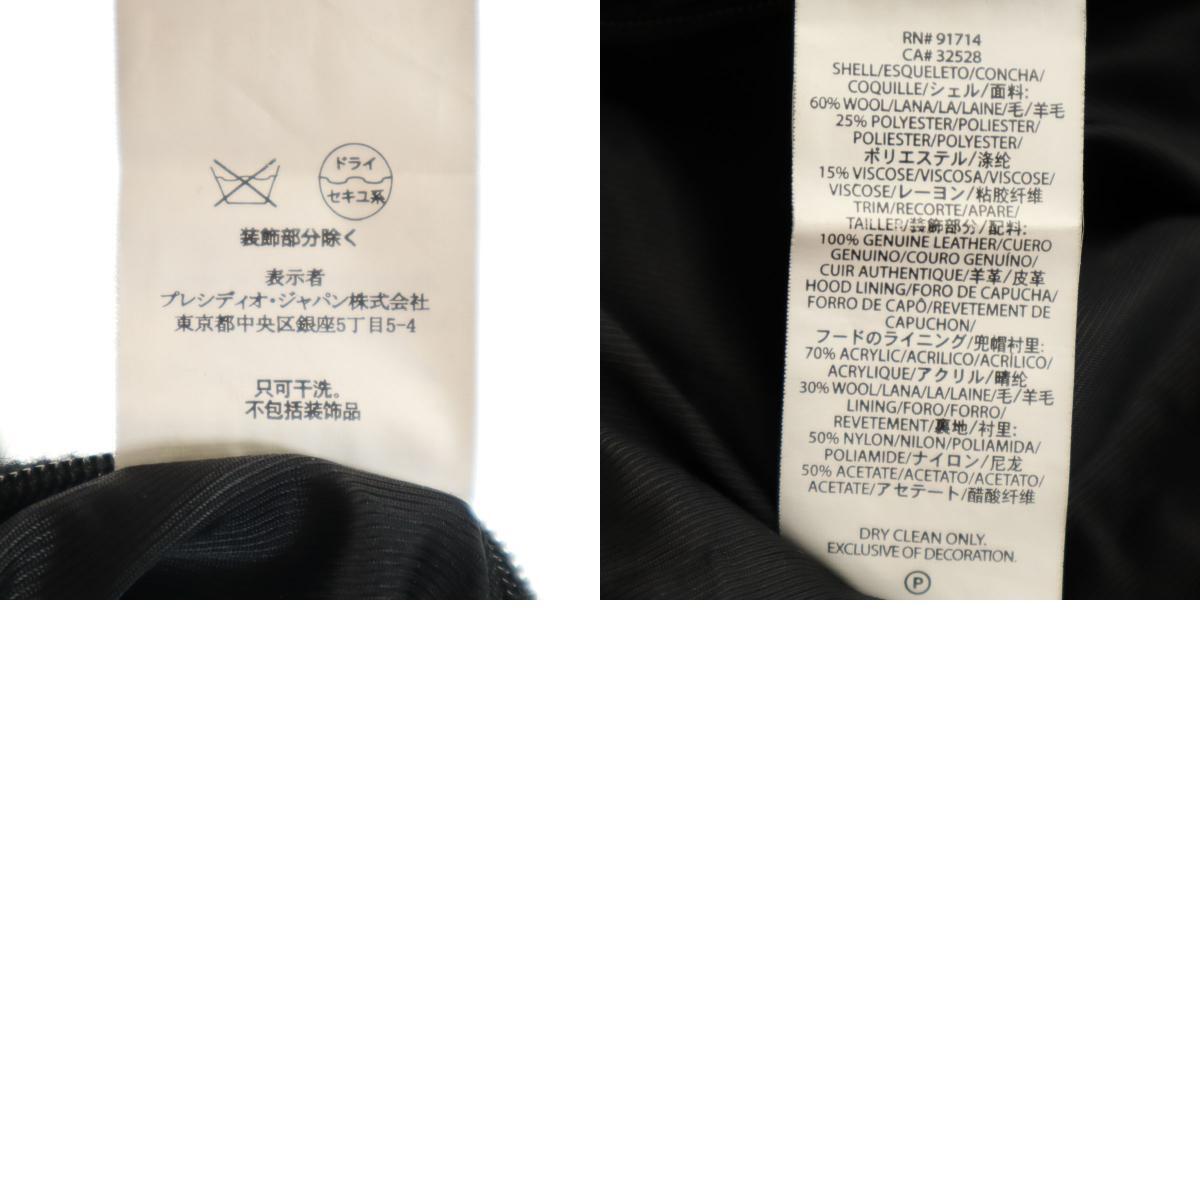 ドライ
セキユ系
装飾部分除く
表示者
プレシディオ・ジャパン株式会社
東京都中央区銀座5丁目5-4
只可干洗。
不包括装饰品
RN# 91714
CA# 32528
SHELL/ESQUELETO/CONCHA/
COQUILLE/シェル/面料:
60% WOOL/LANA/LA/LAINE/毛/羊毛
25% POLYESTER/POLIESTER/
POLIESTER/POLYESTER/
ポリエステル/涤纶
15% VISCOSE/VISCOSA/VISCOSE/
VISCOSE/レーヨン/粘胶纤维
TRIM/RECORTE/APARE/
TAILLER/装飾部分/配料:
100% GENUINE LEATHER/CUERO
GENUINO/COURO GENUÍNO/
CUIR AUTHENTIQUE/羊革/皮革
HOOD LINING/FORO DE CAPUCHA/
FORRO DE CAPÔ/REVETEMENT DE
CAPUCHON/
フードのライニング/兜帽衬里:
70% ACRYLIC/ACRILICO/ACRÍLICO/
ACRYLIQUE/アクリル/晴纶
30% WOOL/LANA/LA/LAINE/毛/羊毛
LINING/FORO/FORRO/
REVETEMENT/裏地/衬里:
50% NYLON/NILON/POLIAMIDA/
POLIAMIDE/ナイロン/尼龙
50% ACETATE/ACETATO/ACETATO/
ACETATE/アセテート/醋酸纤维
DRY CLEAN ONLY.
EXCLUSIVE OF DECORATION.
P